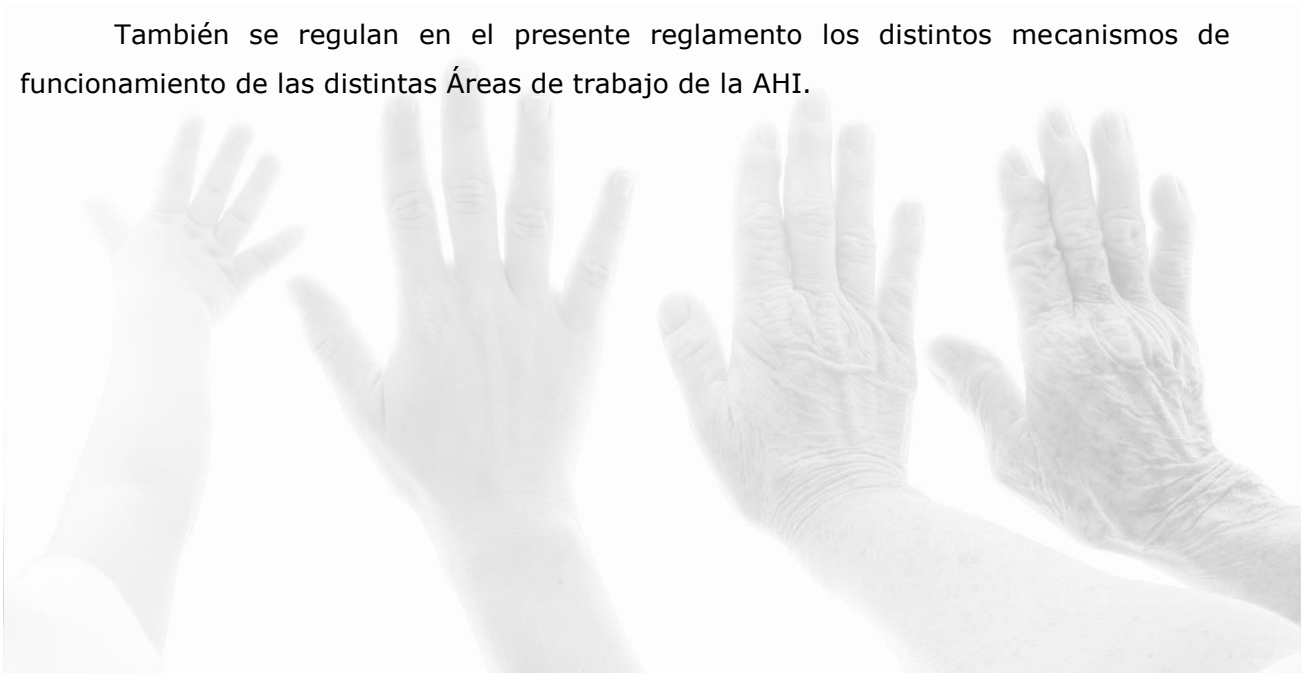 También se regulan en el presente reglamento los distintos mecanismos de
funcionamiento de las distintas Áreas de trabajo de la AHI.